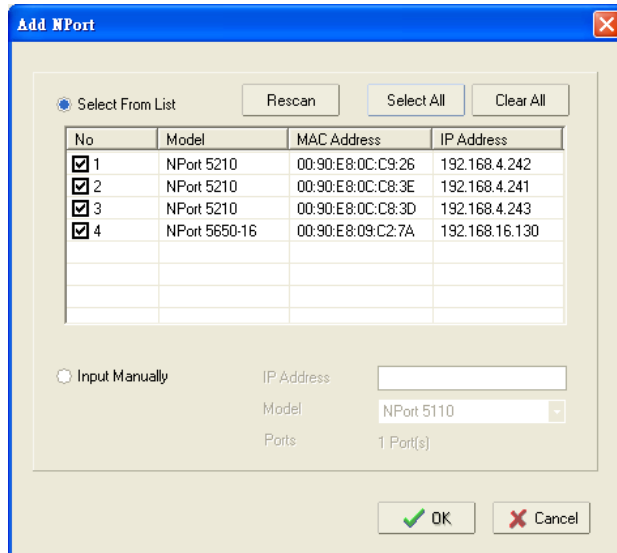 Add NPort
Select From List Rescan Select All Clear All
No Model MAC Address IP Address
1 NPort 5210 00:90:E8:0C:C9:26 192.168.4.242
2 NPort 5210 00:90:E8:0C:C8:3E 192.168.4.241
3 NPort 5210 00:90:E8:0C:C8:3D 192.168.4.243
4 NPort 5650-16 00:90:E8:09:C2:7A 192.168.16.130
Input Manually IP Address
Model NPort 5110
Ports 1 Port(s)
OK Cancel